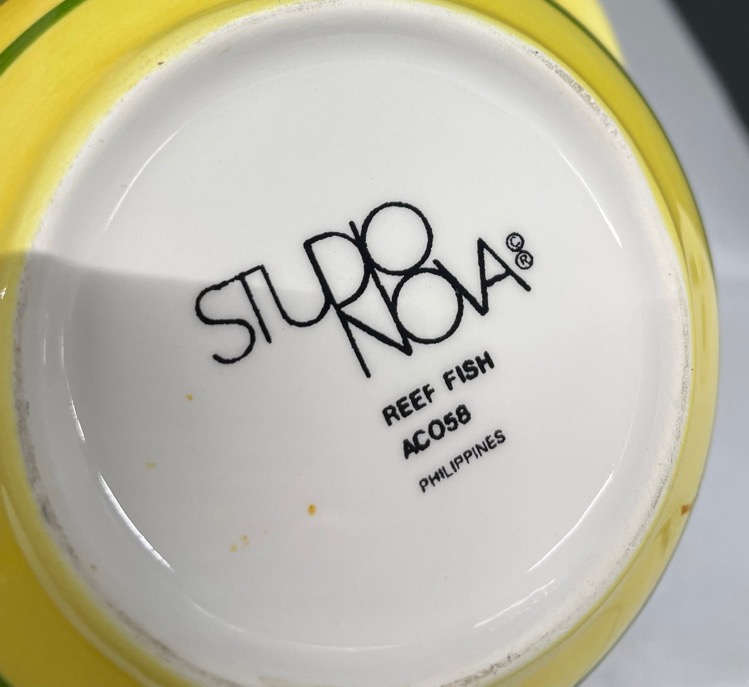 STUDIO
NOVA ©®
REEF FISH
AC058
PHILIPPINES